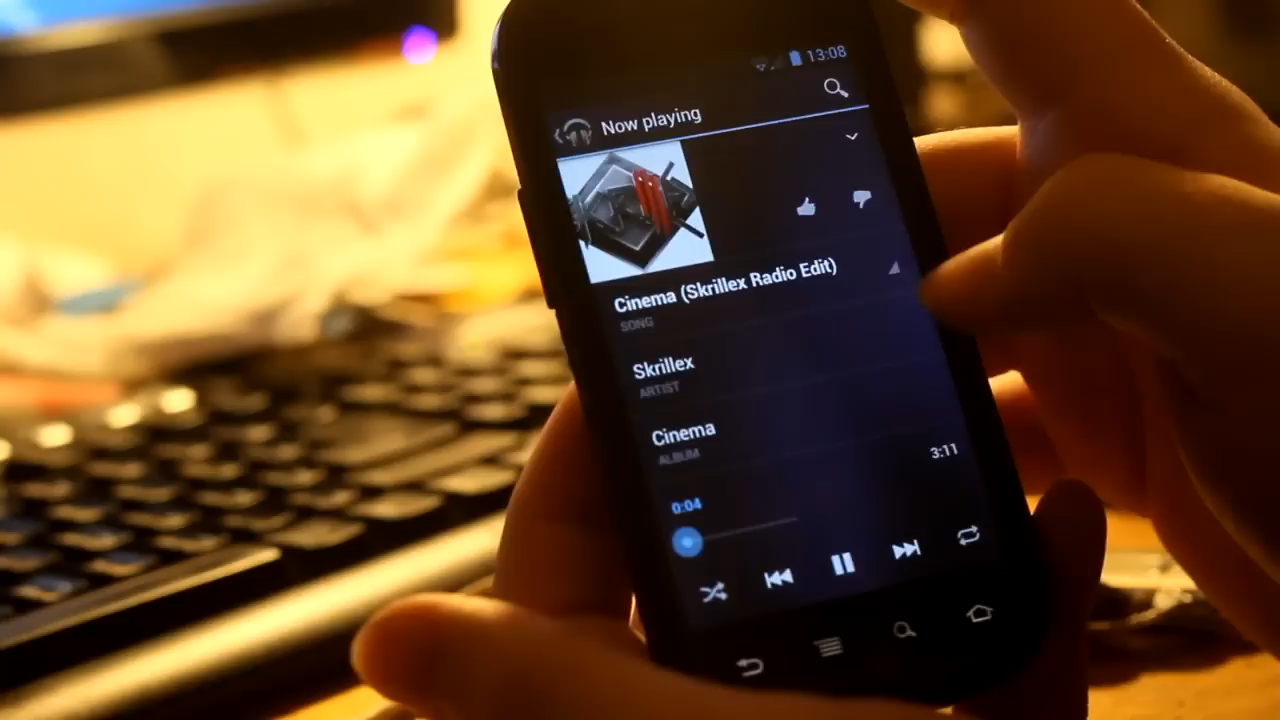 13:08
Now playing
Cinema (Skrillex Radio Edit)
SONG
Skrillex
ARTIST
Cinema
ALBUM
3:11
0:04